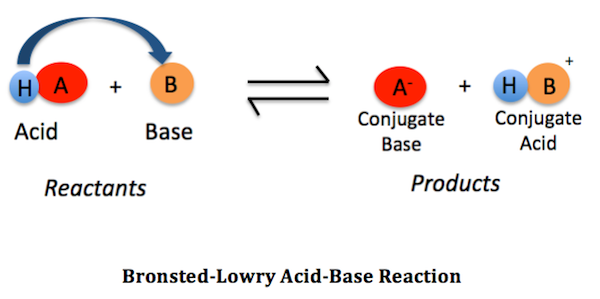 H A + B A⁻ + H B +
Acid Base Conjugate Base Conjugate Acid
Reactants Products
Bronsted-Lowry Acid-Base Reaction